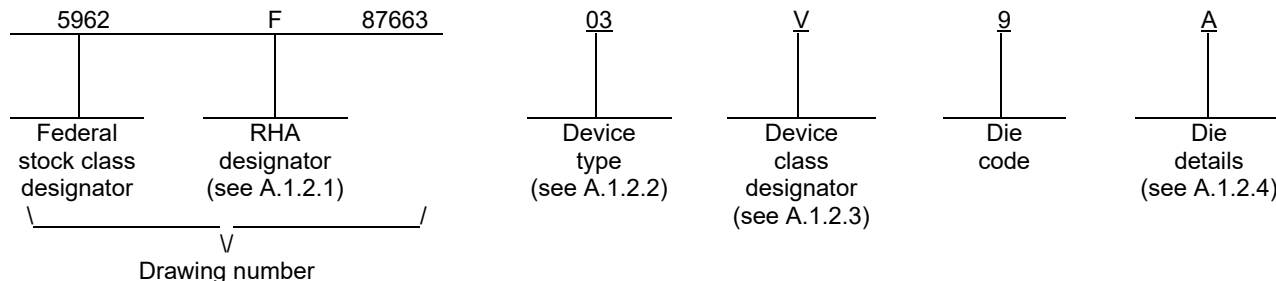 5962 F 87663 03 V 9 A
Federal stock class designator
RHA designator (see A.1.2.1)
Device type (see A.1.2.2)
Device class designator (see A.1.2.3)
Die code
Die details (see A.1.2.4)
\ /
\/
Drawing number